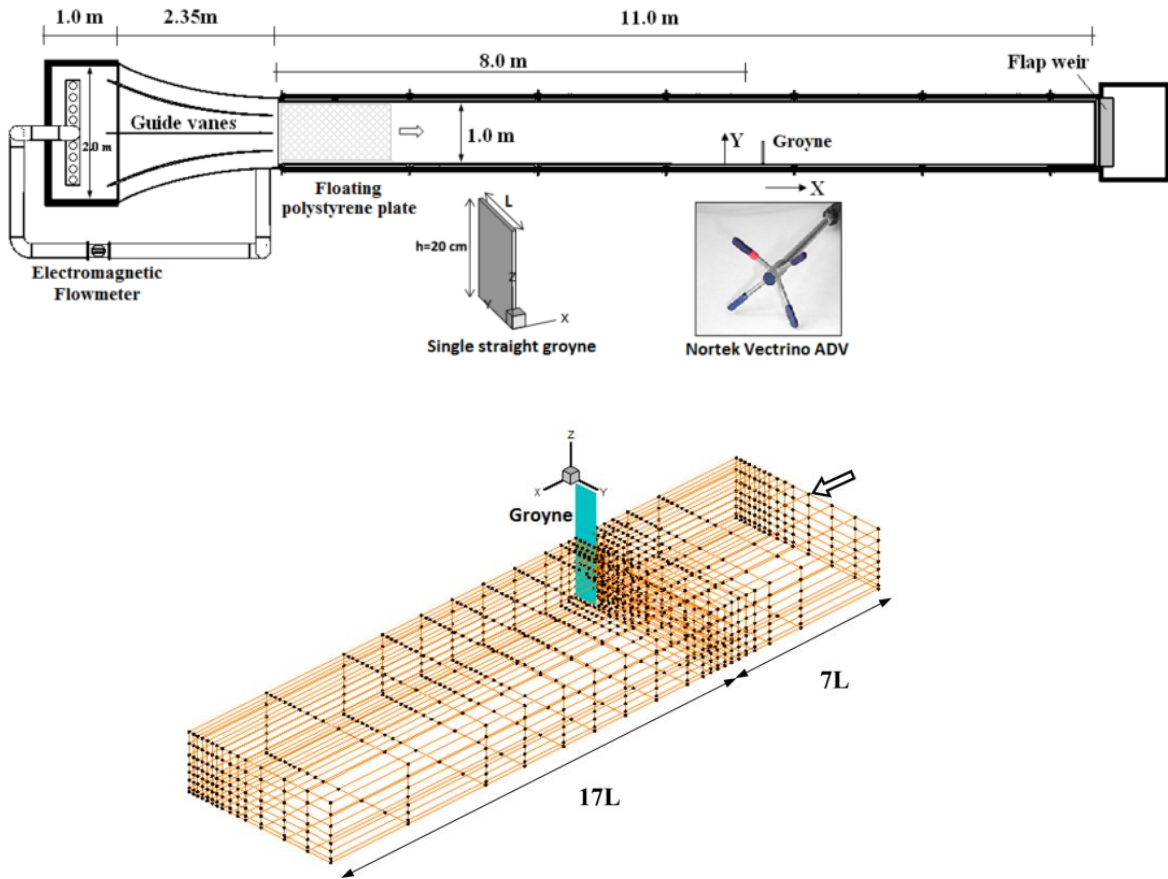 1.0 m
2.35m
11.0 m
8.0 m
Flap weir
Guide vanes
2.0 m
1.0 m
Y
Groyne
X
Floating
polystyrene plate
L
h=20 cm
Z
Y
X
Electromagnetic
Flowmeter
Single straight groyne
Nortek Vectrino ADV
Z
X
Y
Groyne
7L
17L